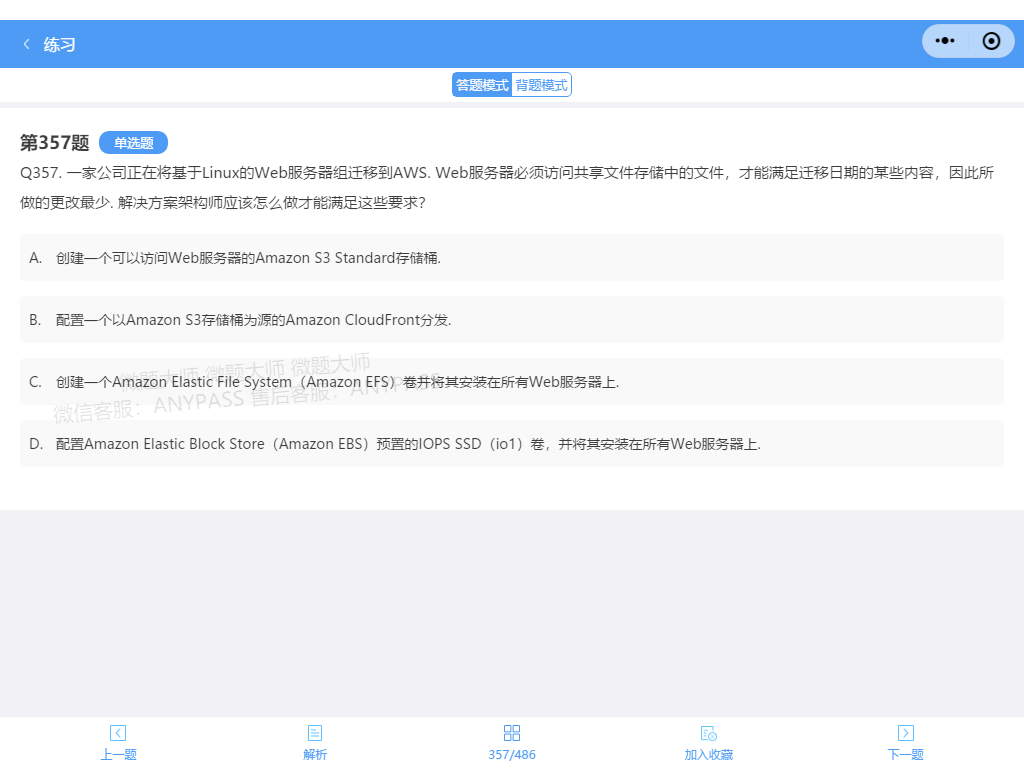 练习
答题模式 背题模式
第357题 单选题
Q357. 一家公司正在将基于Linux的Web服务器组迁移到AWS. Web服务器必须访问共享文件存储中的文件，才能满足迁移日期的某些内容，因此所
做的更改最少. 解决方案架构师应该怎么做才能满足这些要求？
A. 创建一个可以访问Web服务器的Amazon S3 Standard存储桶.
B. 配置一个以Amazon S3存储桶为源的Amazon CloudFront分发.
微题大师 微题大师 微题大师
C. 创建一个Amazon Elastic File System（Amazon EFS）卷并将其安装在所有Web服务器上.
微信客服：ANYPASS 售后客服：ANYPASS
D. 配置Amazon Elastic Block Store（Amazon EBS）预置的IOPS SSD（io1）卷，并将其安装在所有Web服务器上.
上一题 解析 357/486 加入收藏 下一题